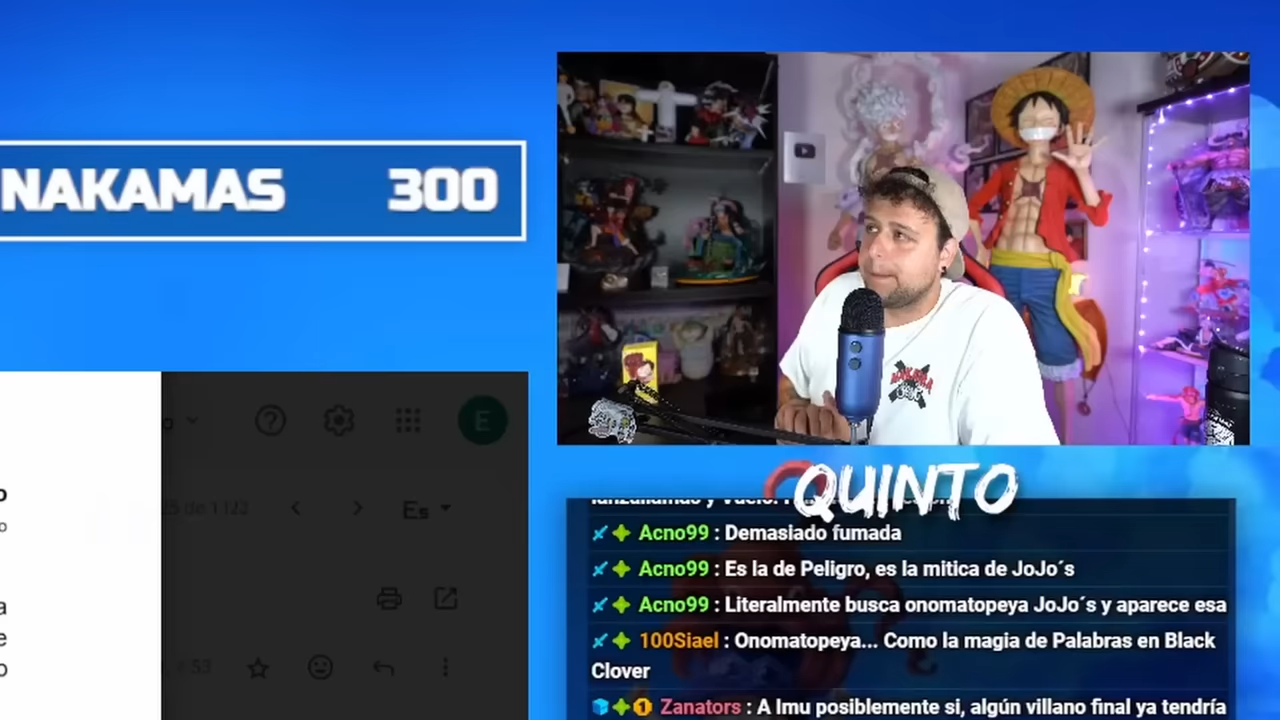 NAKAMAS 300
E
Es
QUINTO
Acno99 : Demasiado fumada
Acno99 : Es la de Peligro, es la mitica de JoJo´s
Acno99 : Literalmente busca onomatopeya JoJo´s y aparece esa
100Siael : Onomatopeya... Como la magia de Palabras en Black
Clover
1 Zanators : A Imu posiblemente si, algún villano final ya tendría